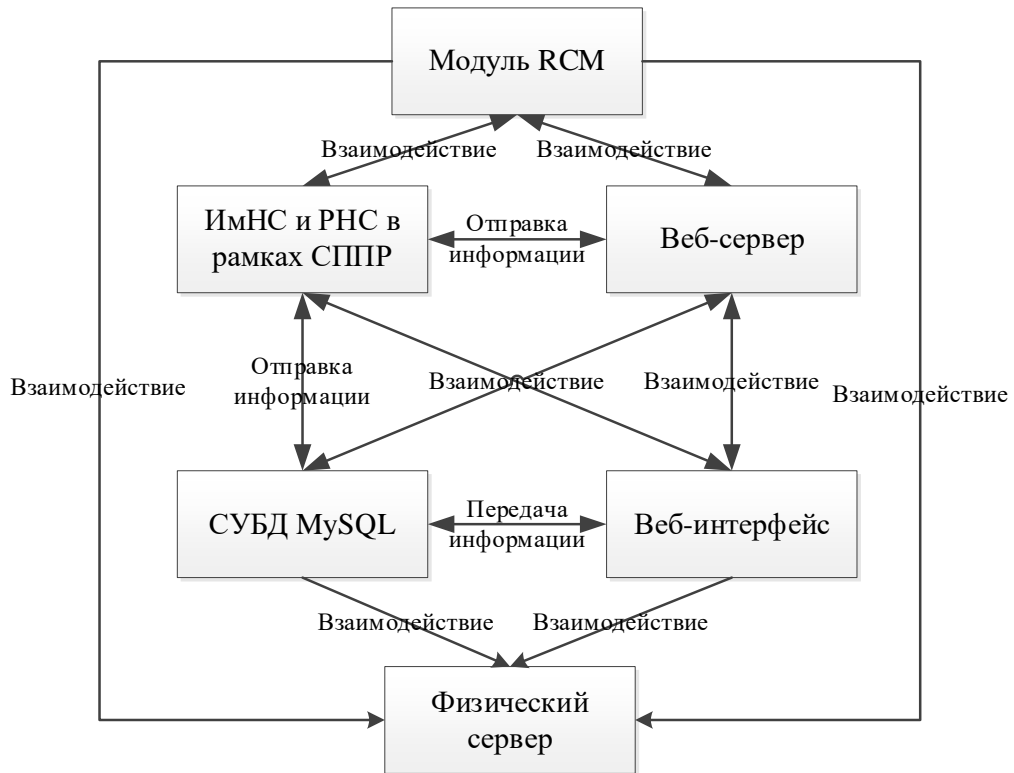 Модуль RCM
Взаимодействие
Взаимодействие
ИмНС и РНС в
рамках СППР
Отправка
информации
Веб-сервер
Взаимодействие
Отправка
информации
Взаимодействие
Взаимодействие
Взаимодействие
СУБД MySQL
Передача
информации
Веб-интерфейс
Взаимодействие
Взаимодействие
Физический
сервер